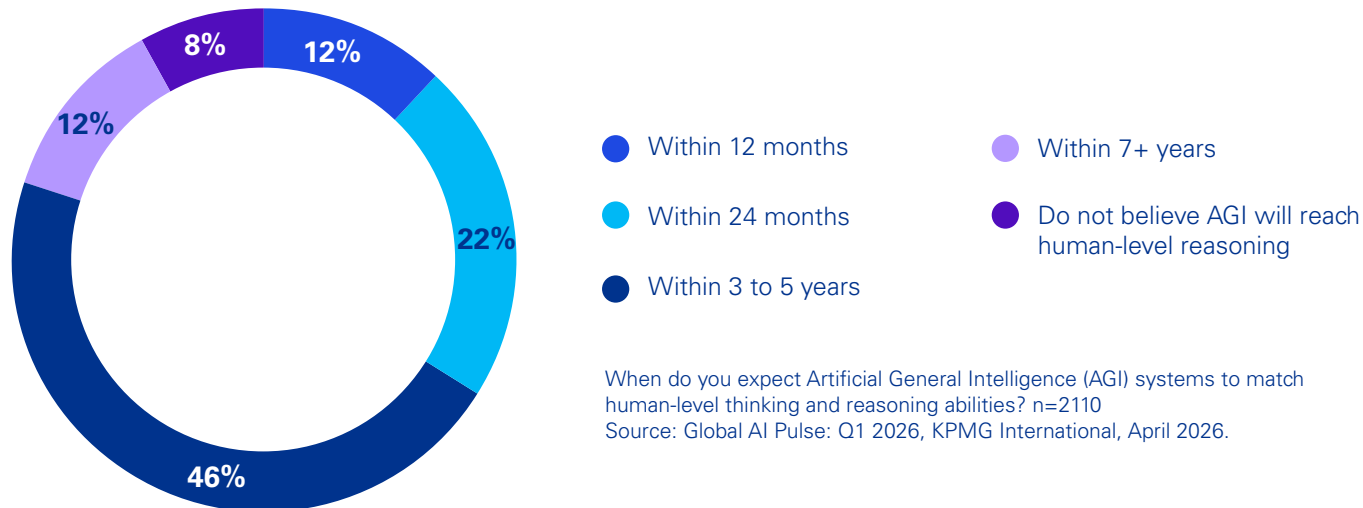 8%
12%
12%
22%
46%
Within 12 months
Within 24 months
Within 3 to 5 years
Within 7+ years
Do not believe AGI will reach
human-level reasoning
When do you expect Artificial General Intelligence (AGI) systems to match
human-level thinking and reasoning abilities? n=2110
Source: Global AI Pulse: Q1 2026, KPMG International, April 2026.